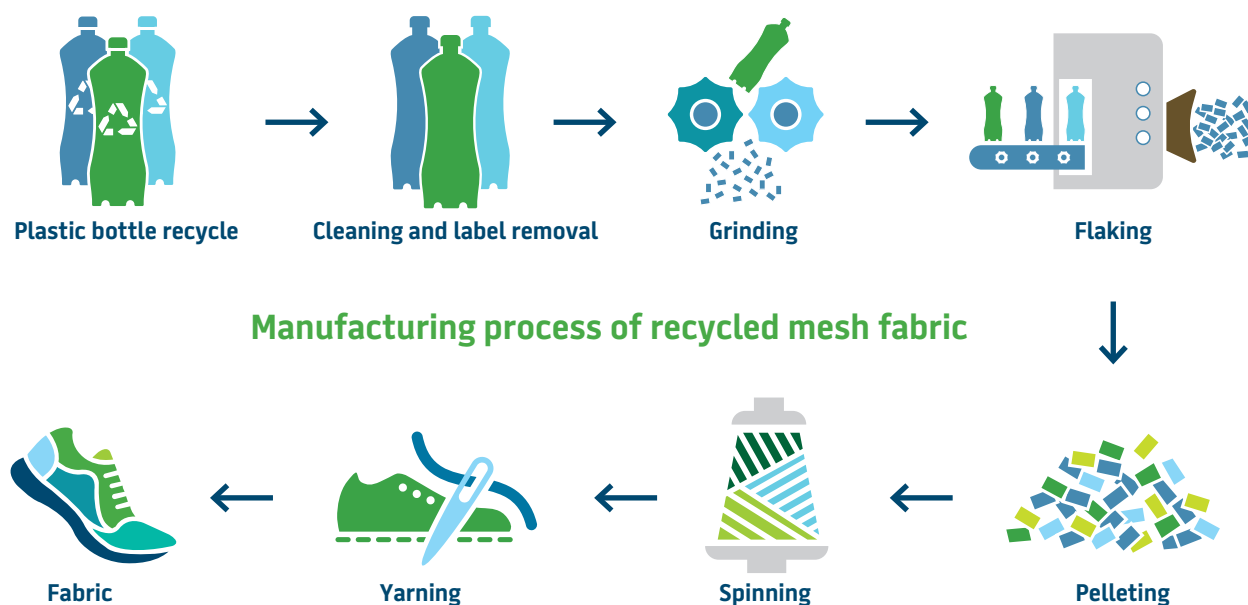 Plastic bottle recycle
Cleaning and label removal
Grinding
Flaking
Manufacturing process of recycled mesh fabric
Fabric
Yarning
Spinning
Pelleting